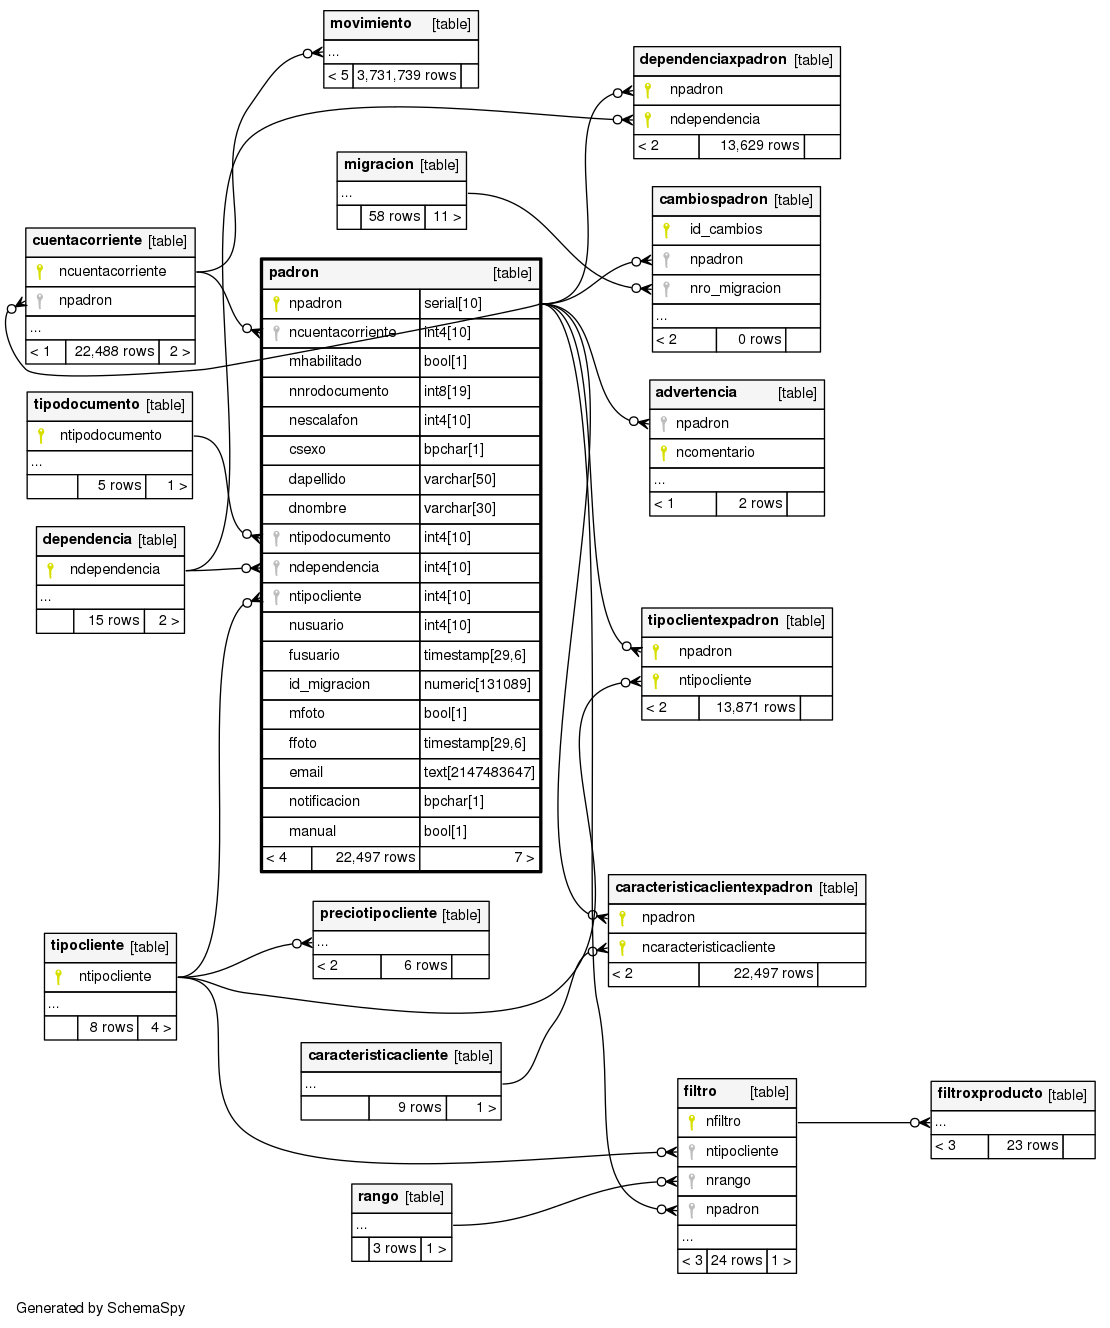 movimiento [table]
...
< 5 3,731,739 rows
dependenciaxpadron [table]
npadron
ndependencia
< 2 13,629 rows
migracion [table]
...
58 rows 11 >
cambiospadron [table]
id_cambios
npadron
nro_migracion
...
< 2 0 rows
cuentacorriente [table]
ncuentacorriente
npadron
...
< 1 22,488 rows 2 >
padron [table]
npadron serial[10]
ncuentacorriente int4[10]
mhabilitado bool[1]
nnrodocumento int8[19]
nescalafon int4[10]
csexo bpchar[1]
dapellido varchar[50]
dnombre varchar[30]
ntipodocumento int4[10]
ndependencia int4[10]
ntipocliente int4[10]
nusuario int4[10]
fusuario timestamp[29,6]
id_migracion numeric[131089]
mfoto bool[1]
ffoto timestamp[29,6]
email text[2147483647]
notificacion bpchar[1]
manual bool[1]
< 4 22,497 rows 7 >
tipodocumento [table]
ntipodocumento
...
5 rows 1 >
advertencia [table]
npadron
ncomentario
...
< 1 2 rows
dependencia [table]
ndependencia
...
15 rows 2 >
tipoclientexpadron [table]
npadron
ntipocliente
< 2 13,871 rows
caracteristicaclientexpadron [table]
npadron
ncaracteristicacliente
< 2 22,497 rows
preciotipocliente [table]
...
< 2 6 rows
tipocliente [table]
ntipocliente
...
8 rows 4 >
caracteristicacliente [table]
...
9 rows 1 >
filtro [table]
nfiltro
ntipocliente
nrango
npadron
...
< 3 24 rows 1 >
filtroxproducto [table]
...
< 3 23 rows
rango [table]
...
3 rows 1 >
Generated by SchemaSpy